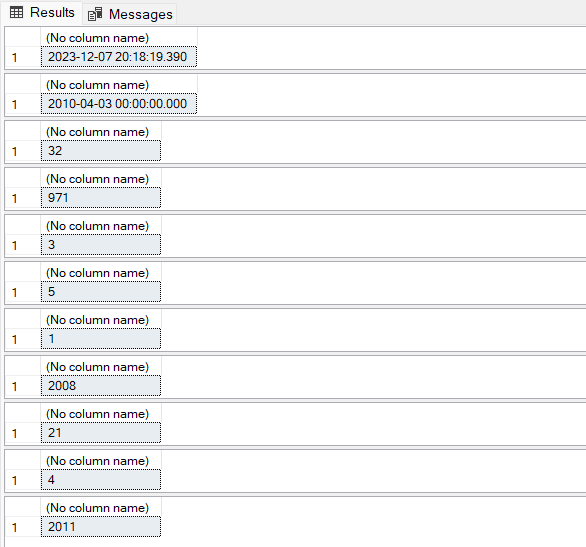 Results Messages
(No column name)
1 2023-12-07 20:18:19.390
(No column name)
1 2010-04-03 00:00:00.000
(No column name)
1 32
(No column name)
1 971
(No column name)
1 3
(No column name)
1 5
(No column name)
1 1
(No column name)
1 2008
(No column name)
1 21
(No column name)
1 4
(No column name)
1 2011